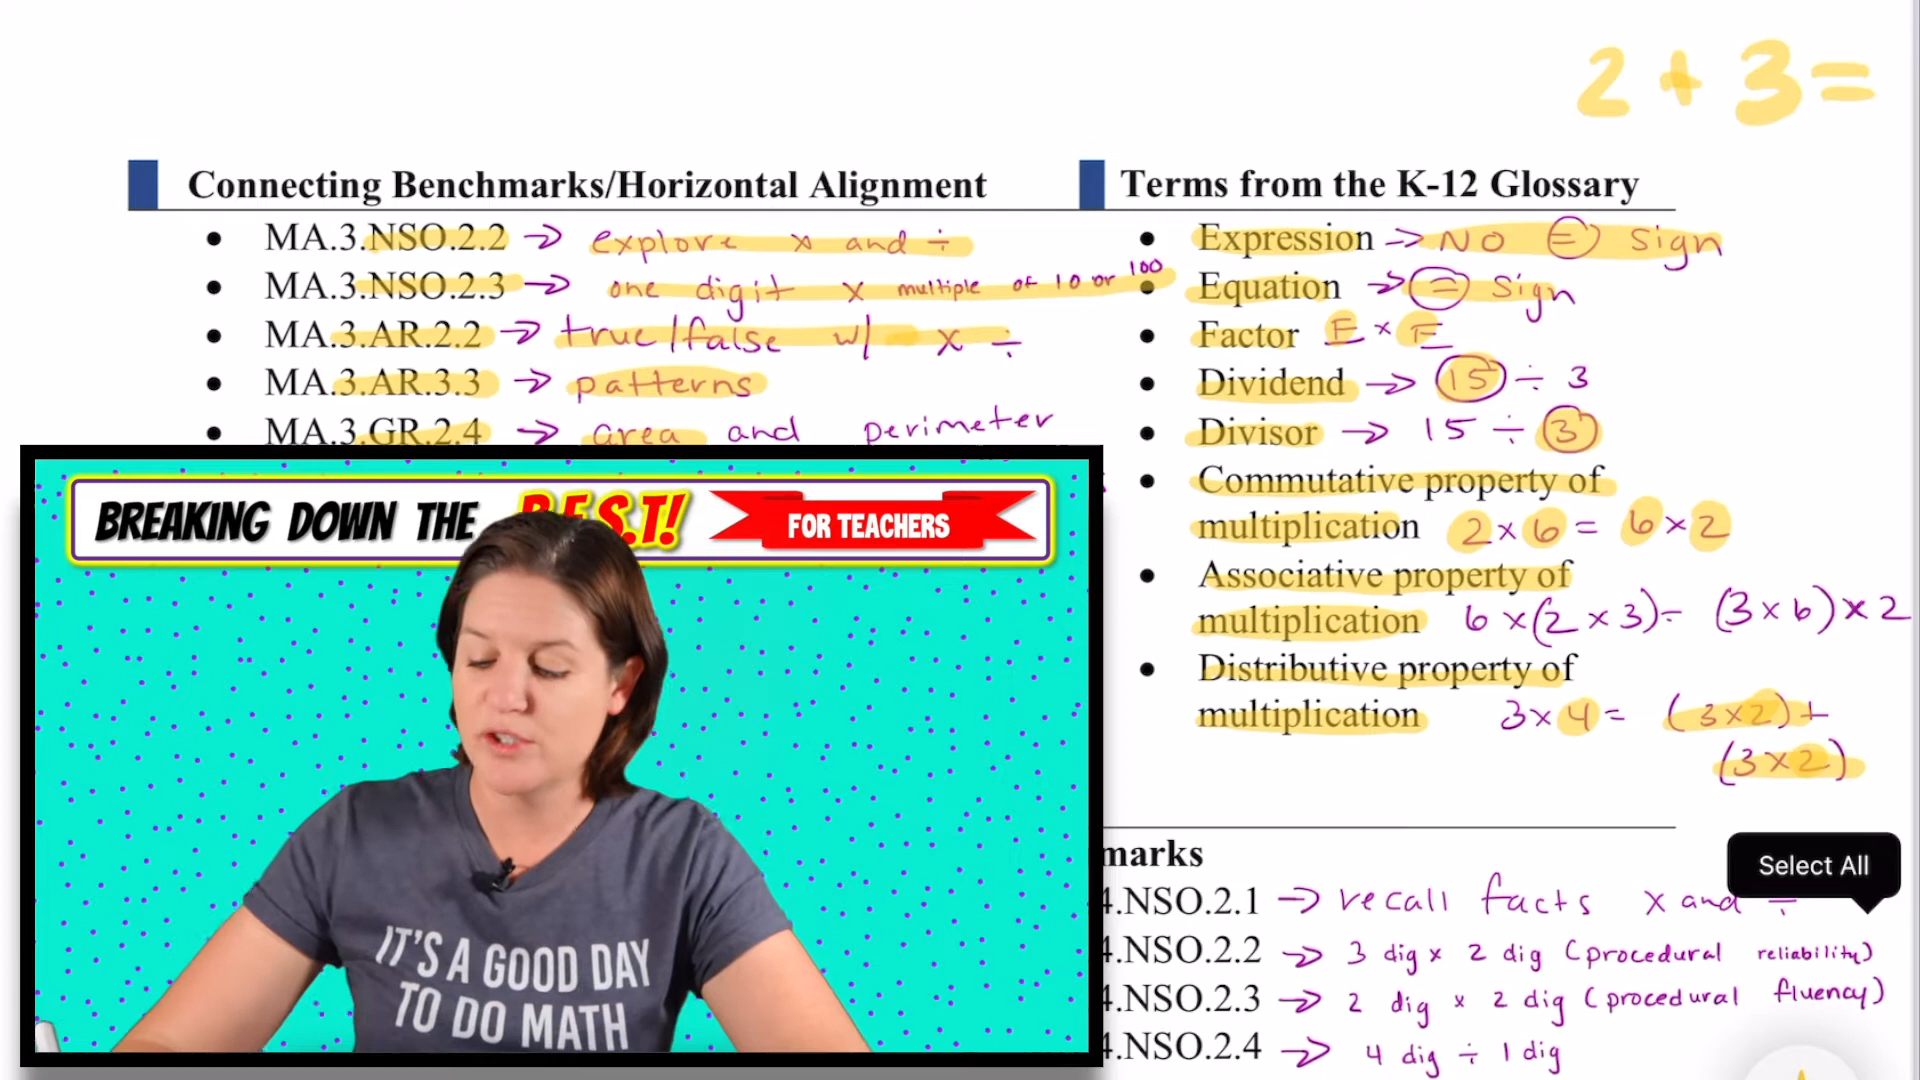 2 + 3 =
Connecting Benchmarks/Horizontal Alignment
MA.3.NSO.2.2 → explore x and ÷
MA.3.NSO.2.3 → one digit x multiple of 10 or 100
MA.3.AR.2.2 → true/false w/ x ÷
MA.3.AR.3.3 → patterns
MA.3.GR.2.4 → area and perimeter
Terms from the K-12 Glossary
Expression → NO = sign
Equation → = sign
Factor F x F
Dividend → 15 ÷ 3
Divisor → 15 ÷ 3
Commutative property of
multiplication 2 x 6 = 6 x 2
Associative property of
multiplication 6 x (2 x 3) = (3 x 6) x 2
Distributive property of
multiplication 3 x 4 = (3 x 2) +
(3 x 2)
BREAKING DOWN THE B.E.S.T! FOR TEACHERS
IT'S A GOOD DAY
TO DO MATH
marks
Select All
4.NSO.2.1 → recall facts x and ÷
4.NSO.2.2 → 3 dig x 2 dig (procedural reliability)
4.NSO.2.3 → 2 dig x 2 dig (procedural fluency)
4.NSO.2.4 → 4 dig ÷ 1 dig